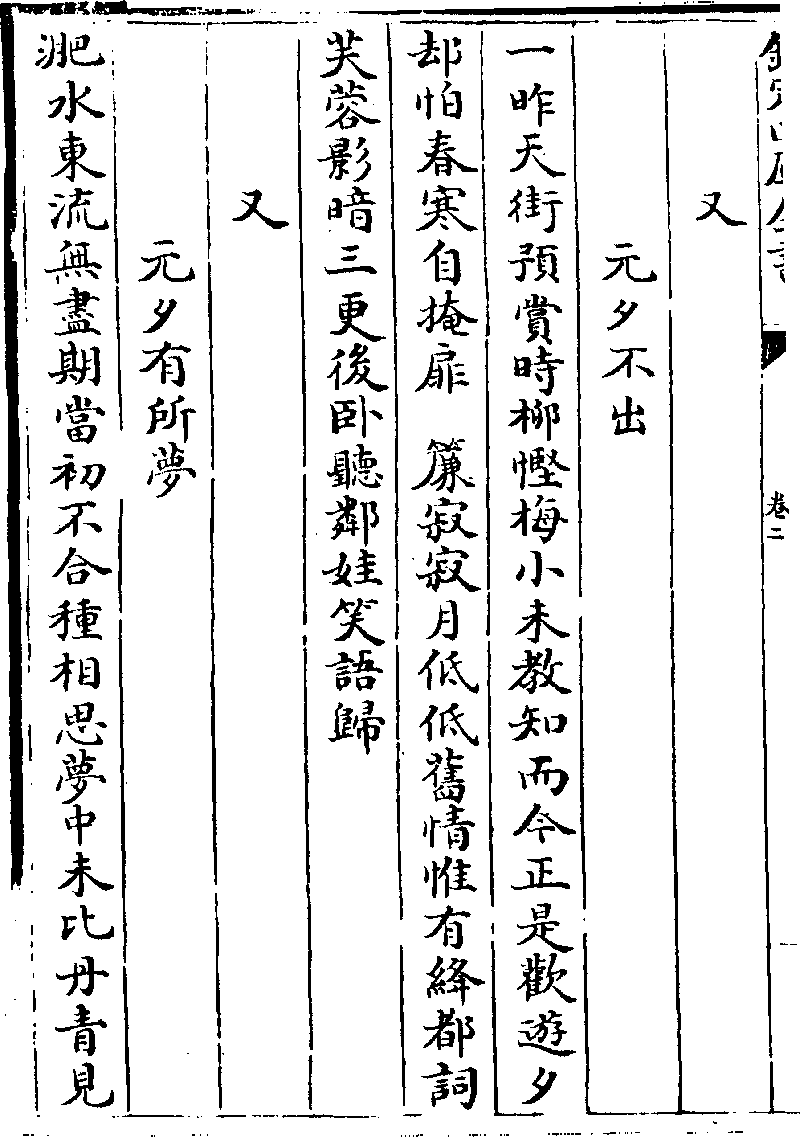 欽定四庫全書
卷二
又
元夕不出
一昨天街預賞時柳慳梅小未教知而今正是歡遊夕
却怕春寒自掩扉　簾寂寂月低低舊情惟有絳都詞
芙蓉影暗三更後卧聽鄰娃笑語歸
又
元夕有所夢
淝水東流無盡期當初不合種相思夢中未比丹青見